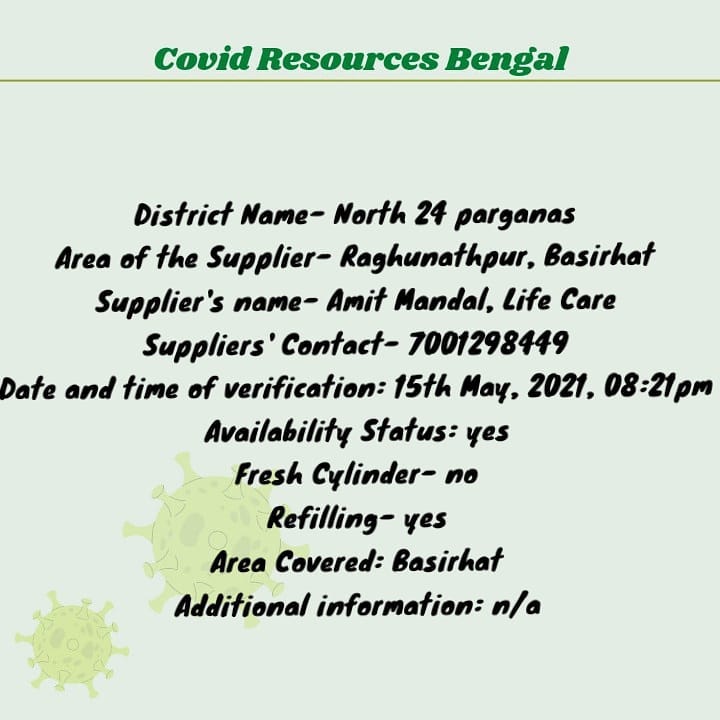 Covid Resources Bengal
District Name- North 24 parganas
Area of the Supplier- Raghunathpur, Basirhat
Supplier's name- Amit Mandal, Life Care
Suppliers' Contact- 7001298449
Date and time of verification: 15th May, 2021, 08:21pm
Availability Status: yes
Fresh Cylinder- no
Refilling- yes
Area Covered: Basirhat
Additional information: n/a